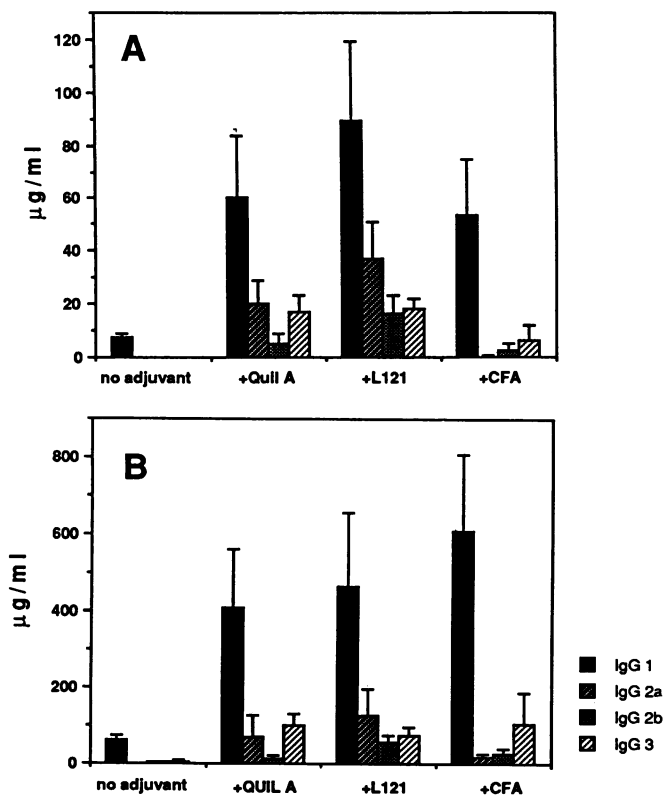 A
μg/ml
120
100
80
60
40
20
0
no adjuvant +Quil A +L121 +CFA
B
μg/ml
800
600
400
200
0
no adjuvant +QUIL A +L121 +CFA
IgG 1
IgG 2a
IgG 2b
IgG 3